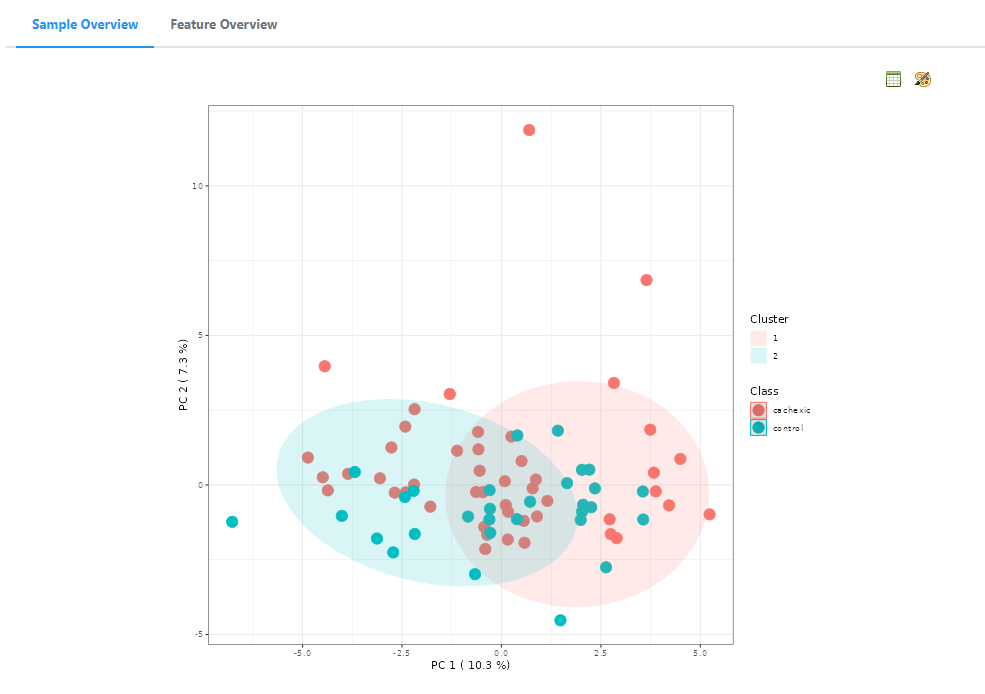 Sample Overview Feature Overview
10
5
0
-5
PC 2 ( 7.3 %)
-5.0 -2.5 0.0 2.5 5.0
PC 1 ( 10.3 %)
Cluster
1
2
Class
cachexic
control